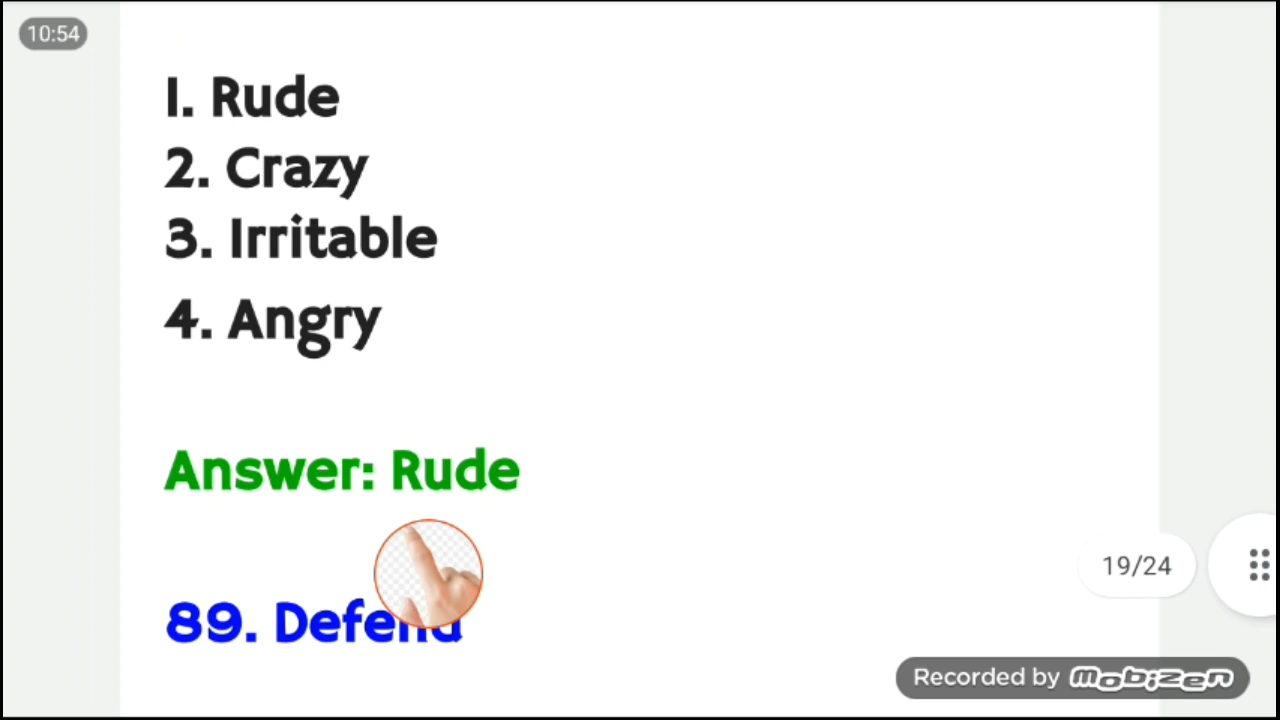 10:54
1. Rude
2. Crazy
3. Irritable
4. Angry
Answer: Rude
89. Defend
19/24
Recorded by mobizen